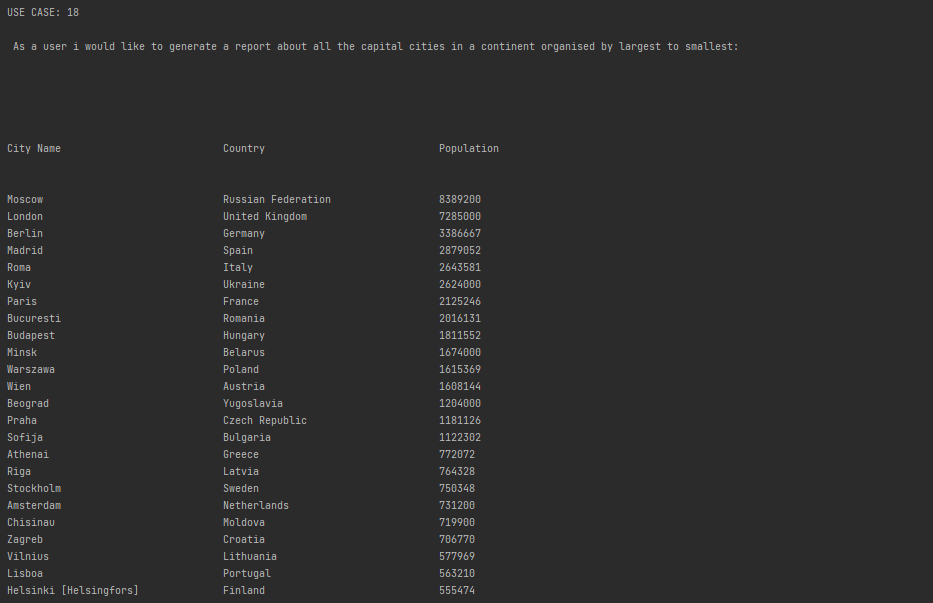 USE CASE: 18
As a user i would like to generate a report about all the capital cities in a continent organised by largest to smallest:
City Name Country Population
Moscow Russian Federation 8389200
London United Kingdom 7285000
Berlin Germany 3386667
Madrid Spain 2879052
Roma Italy 2643581
Kyiv Ukraine 2624000
Paris France 2125246
Bucuresti Romania 2016131
Budapest Hungary 1811552
Minsk Belarus 1674000
Warszawa Poland 1615369
Wien Austria 1608144
Beograd Yugoslavia 1204000
Praha Czech Republic 1181126
Sofija Bulgaria 1122302
Athenai Greece 772072
Riga Latvia 764328
Stockholm Sweden 750348
Amsterdam Netherlands 731200
Chisinau Moldova 719900
Zagreb Croatia 706770
Vilnius Lithuania 577969
Lisboa Portugal 563210
Helsinki [Helsingfors] Finland 555474